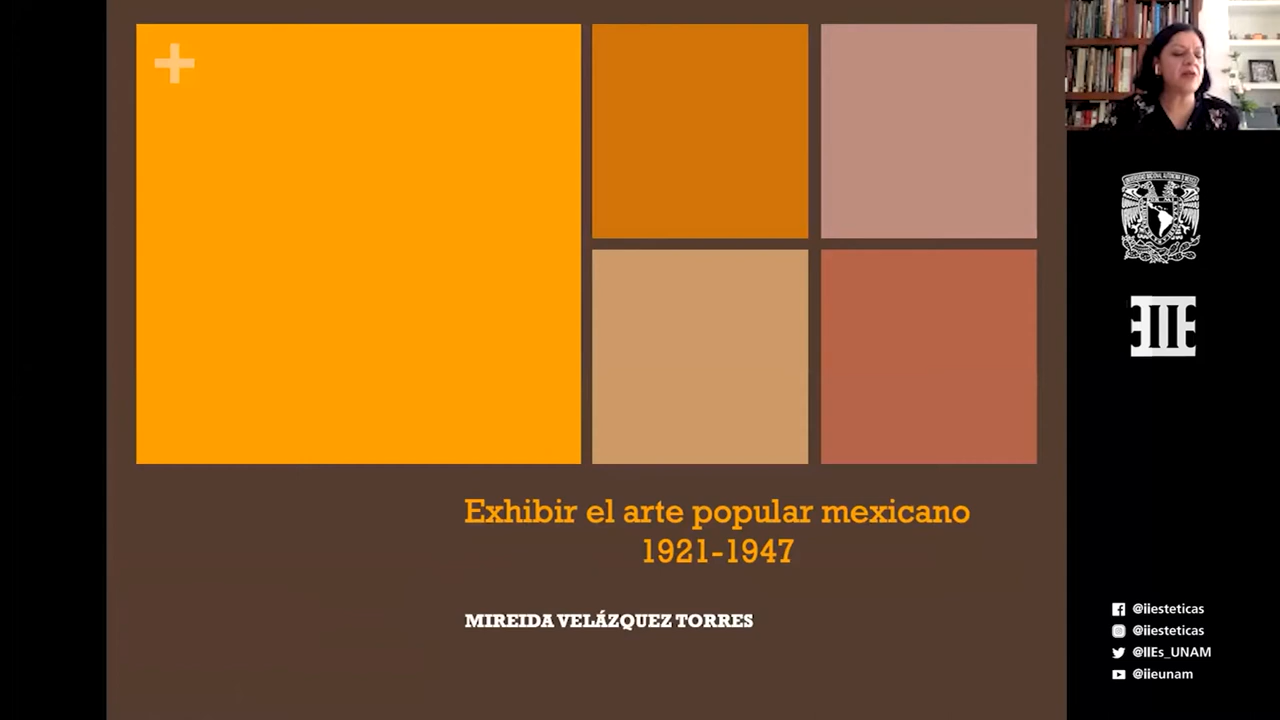 Exhibir el arte popular mexicano
1921-1947
MIREIDA VELÁZQUEZ TORRES
@iiesteticas
@iiesteticas
@IIEs_UNAM
@iieunam